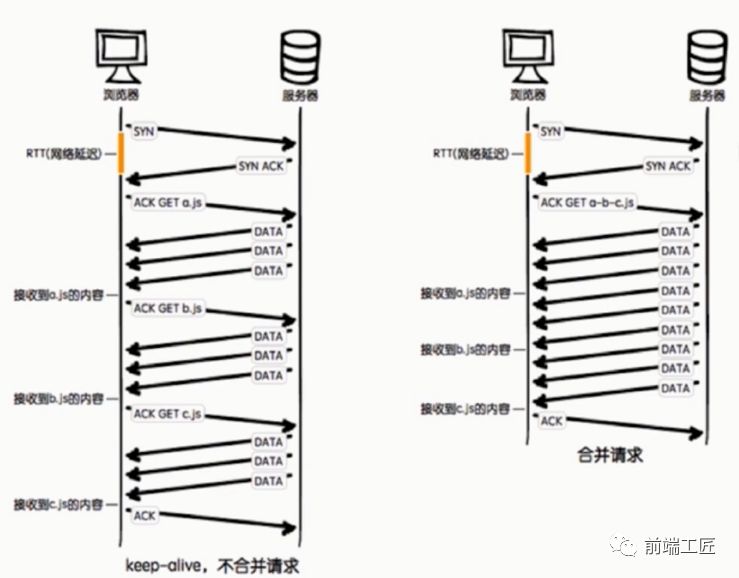 浏览器
服务器
SYN
RTT(网络延迟)
SYN ACK
ACK GET a.js
DATA
DATA
DATA
接收到a.js的内容
ACK GET b.js
DATA
DATA
DATA
接收到b.js的内容
ACK GET c.js
DATA
DATA
DATA
接收到c.js的内容
ACK
keep-alive，不合并请求
浏览器
服务器
SYN
RTT(网络延迟)
SYN ACK
ACK GET a-b-c.js
DATA
DATA
DATA
接收到a.js的内容
DATA
DATA
DATA
接收到b.js的内容
DATA
DATA
DATA
接收到c.js的内容
ACK
合并请求
前端工匠